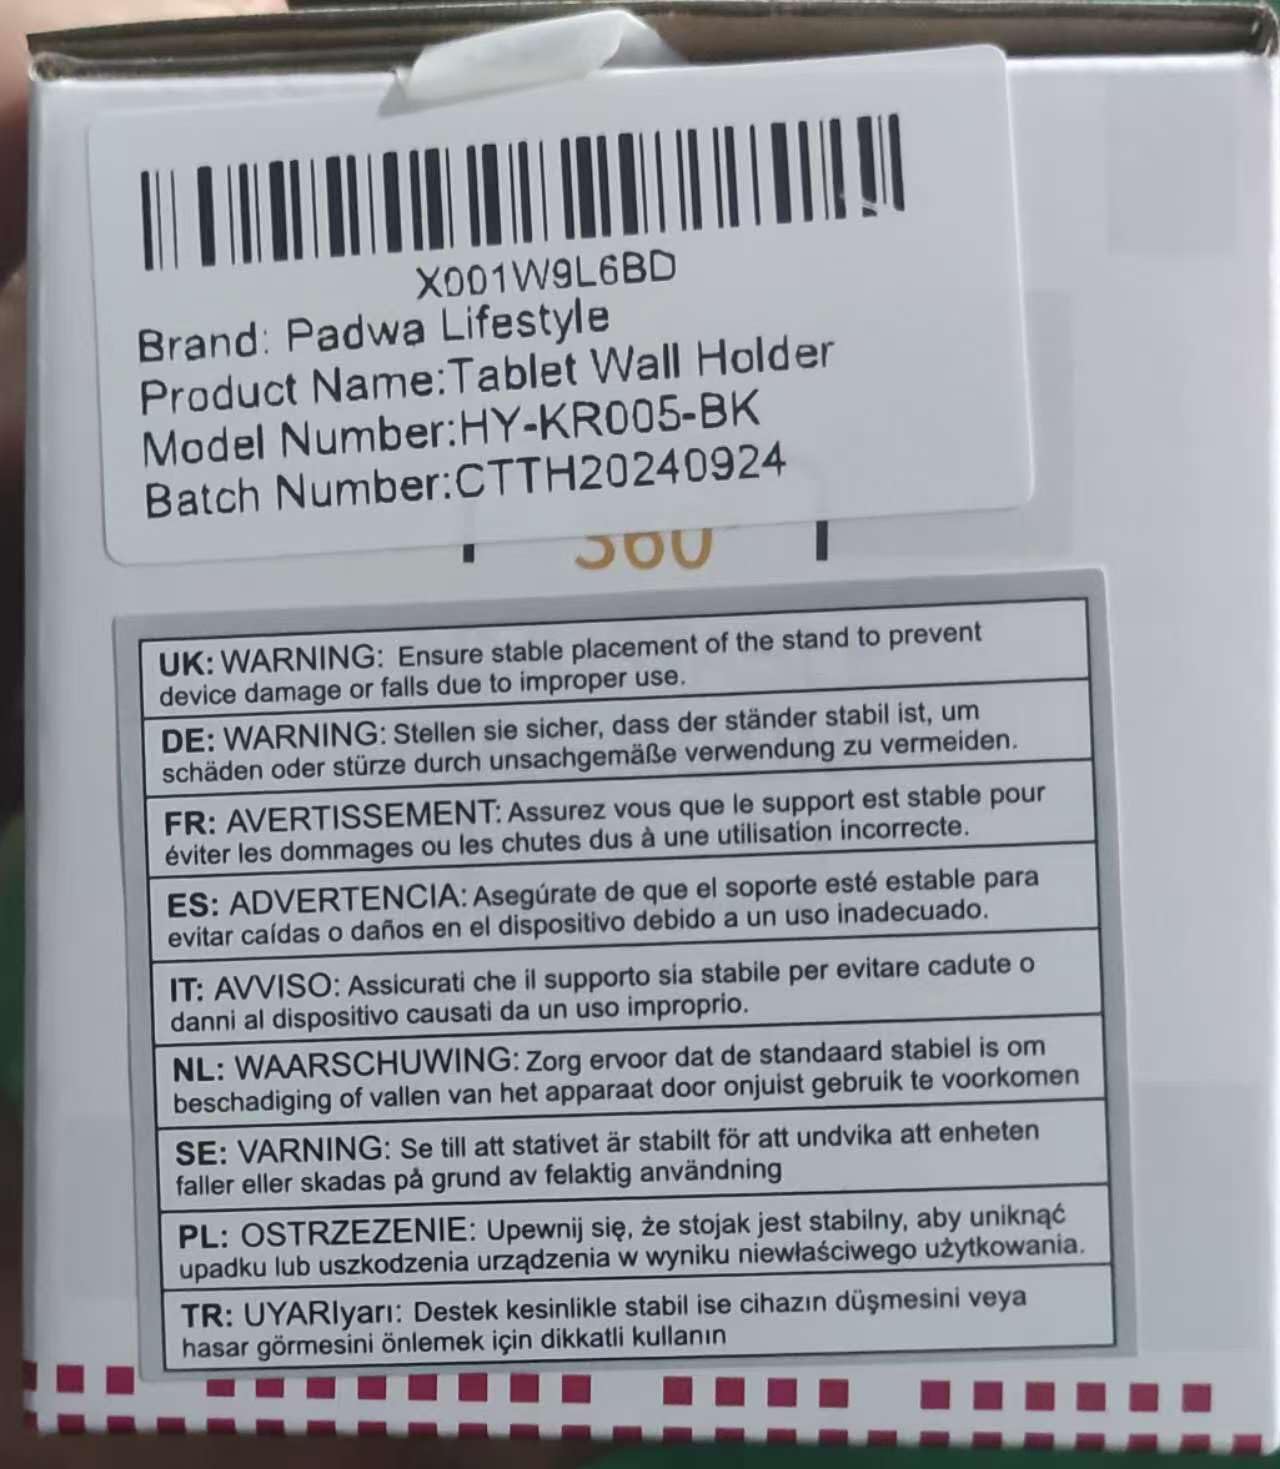 X001W9L6BD
Brand: Padwa Lifestyle
Product Name:Tablet Wall Holder
Model Number:HY-KR005-BK
Batch Number:CTTH20240924
360
UK: WARNING: Ensure stable placement of the stand to prevent
device damage or falls due to improper use.
DE: WARNING: Stellen sie sicher, dass der ständer stabil ist, um
schäden oder stürze durch unsachgemäße verwendung zu vermeiden.
FR: AVERTISSEMENT: Assurez vous que le support est stable pour
éviter les dommages ou les chutes dus à une utilisation incorrecte.
ES: ADVERTENCIA: Asegúrate de que el soporte esté estable para
evitar caídas o daños en el dispositivo debido a un uso inadecuado.
IT: AVVISO: Assicurati che il supporto sia stabile per evitare cadute o
danni al dispositivo causati da un uso improprio.
NL: WAARSCHUWING: Zorg ervoor dat de standaard stabiel is om
beschadiging of vallen van het apparaat door onjuist gebruik te voorkomen
SE: VARNING: Se till att stativet är stabilt för att undvika att enheten
faller eller skadas på grund av felaktig användning
PL: OSTRZEZENIE: Upewnij się, że stojak jest stabilny, aby uniknąć
upadku lub uszkodzenia urządzenia w wyniku niewłaściwego użytkowania.
TR: UYARIyarı: Destek kesinlikle stabil ise cihazın düşmesini veya
hasar görmesini önlemek için dikkatli kullanın